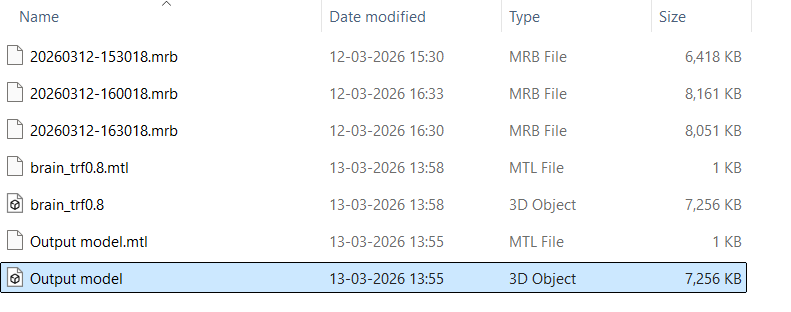 Name Date modified Type Size
20260312-153018.mrb 12-03-2026 15:30 MRB File 6,418 KB
20260312-160018.mrb 12-03-2026 16:33 MRB File 8,161 KB
20260312-163018.mrb 12-03-2026 16:30 MRB File 8,051 KB
brain_trf0.8.mtl 13-03-2026 13:58 MTL File 1 KB
brain_trf0.8 13-03-2026 13:58 3D Object 7,256 KB
Output model.mtl 13-03-2026 13:55 MTL File 1 KB
Output model 13-03-2026 13:55 3D Object 7,256 KB